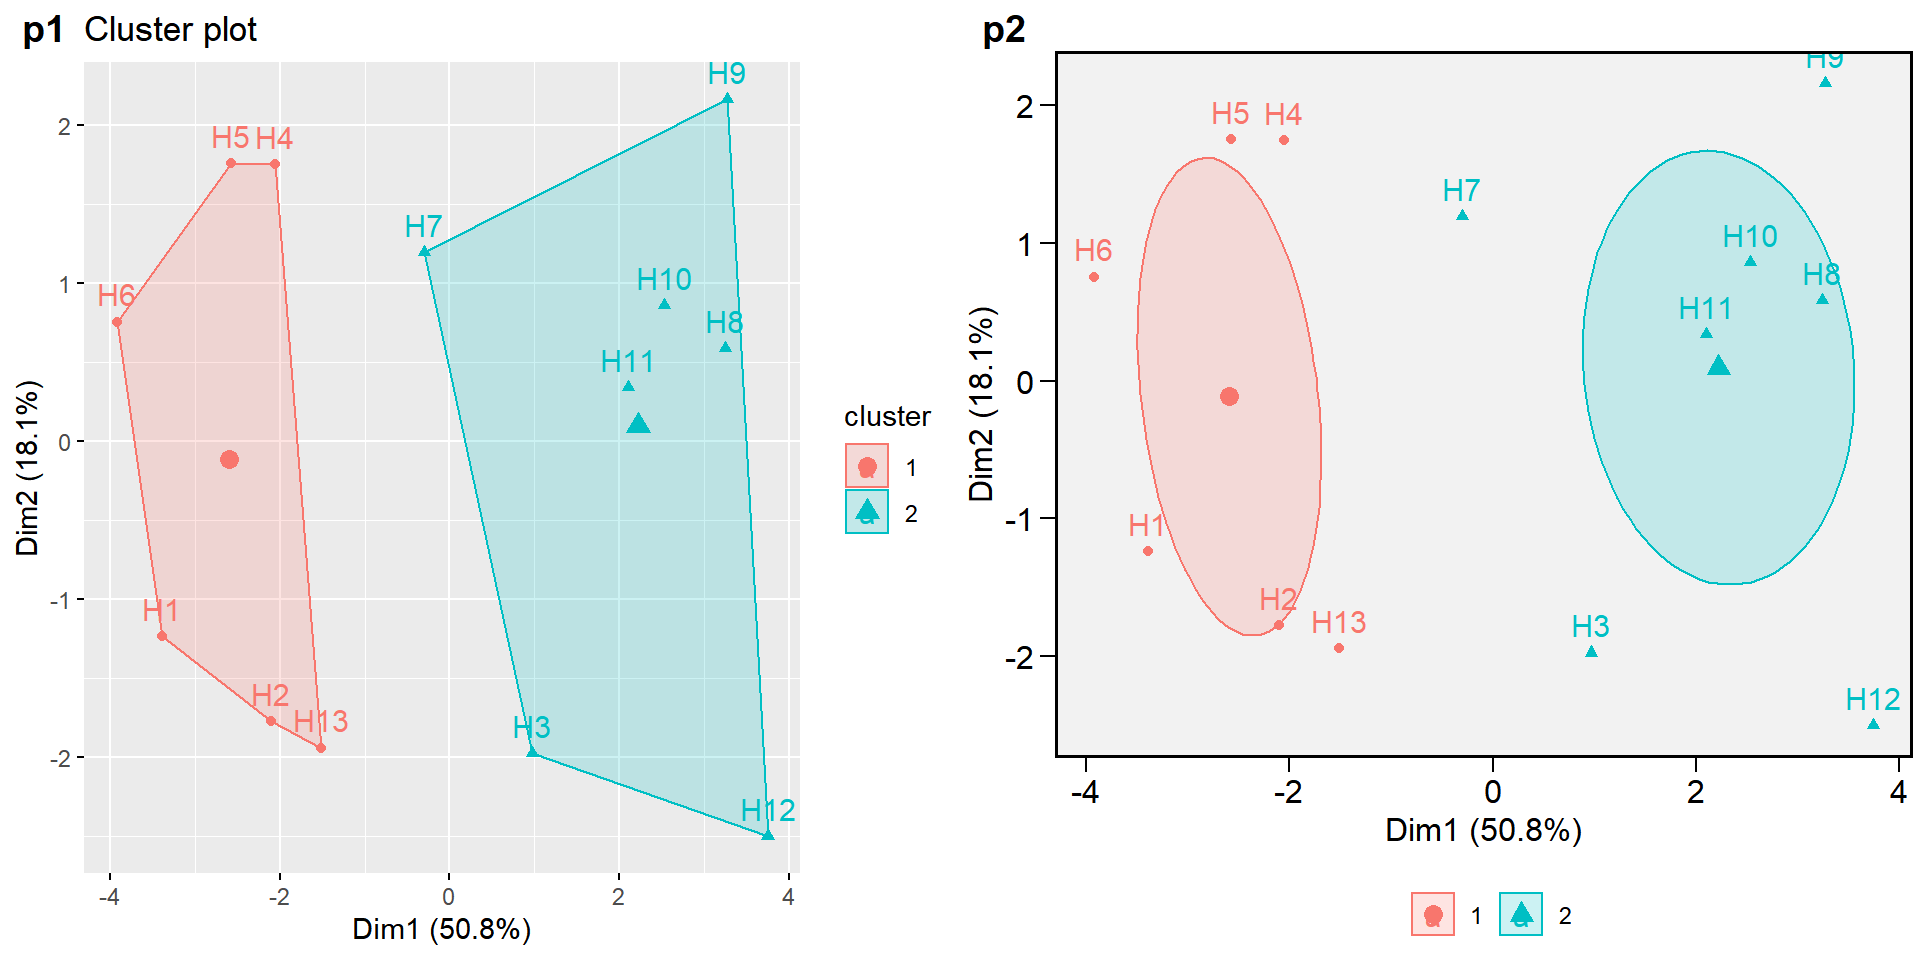 p1 Cluster plot
H9
H5 H4
H7
H10
H6
H8
H11
H1
H2
H13
H3
H12
2
1
0
-1
-2
Dim2 (18.1%)
-4 -2 0 2 4
Dim1 (50.8%)
cluster
a 1
a 2
p2
H9
H5 H4
H7
H10
H6
H8
H11
H1
H2
H13
H3
H12
2
1
0
-1
-2
Dim2 (18.1%)
-4 -2 0 2 4
Dim1 (50.8%)
a 1 a 2